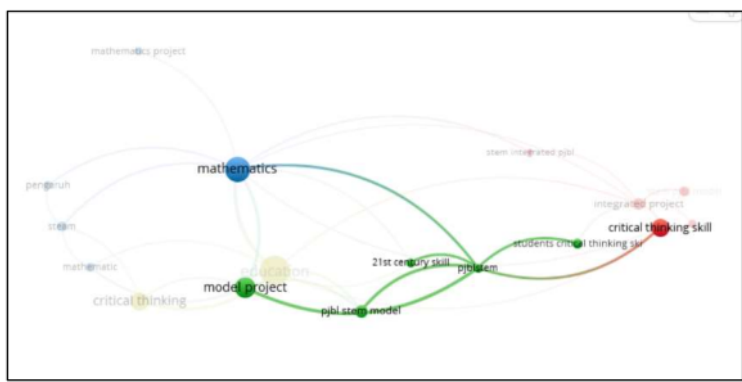 mathematics project
mathematics
stem integrated pjbl
pengaruh
integrated project
steam
critical thinking skill
students critical thinking ski
21st century skill
mathematic
education
pjblstem
model project
critical thinking
pjbl stem model